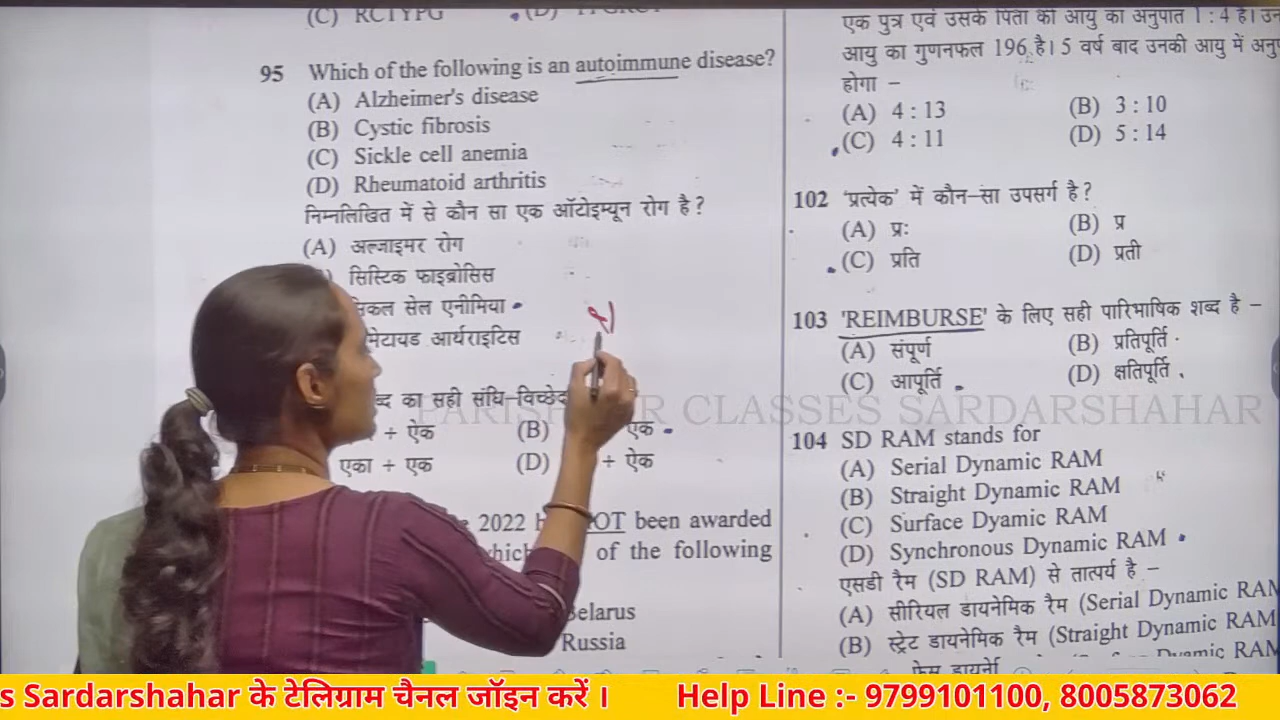 (C) RCTYPG
(D)
95 Which of the following is an autoimmune disease?
(A) Alzheimer's disease
(B) Cystic fibrosis
(C) Sickle cell anemia
(D) Rheumatoid arthritis
निम्नलिखित में से कौन सा एक ऑटोइम्यून रोग है ?
(A) अल्जाइमर रोग
सिस्टिक फाइब्रोसिस
सिकल सेल एनीमिया
आर्यराइटिस
का सही संधि-विच्छेद
+ ऐक
(B) एक
एका + एक
(D) + ऐक
2022 NOT been awarded
of the following
Belarus
Russia
एक पुत्र एवं उसके पिता की आयु का अनुपात 1 : 4 है।
आयु का गुणनफल 196 है। 5 वर्ष बाद उनकी आयु में
होगा -
(A) 4 : 13
(B) 3 : 10
(C) 4 : 11
(D) 5 : 14
102 'प्रत्येक' में कौन-सा उपसर्ग है ?
(A) प्रः
(B) प्र
(C) प्रति
(D) प्रती
103 'REIMBURSE' के लिए सही पारिभाषिक शब्द है -
(A) संपूर्ण
(B) प्रतिपूर्ति
(C) आपूर्ति
(D) क्षतिपूर्ति
PARISHKAR CLASSES SARDARSHAHAR
104 SD RAM stands for
(A) Serial Dynamic RAM
(B) Straight Dynamic RAM
(C) Surface Dyamic RAM
(D) Synchronous Dynamic RAM
एसडी रैम (SD RAM) से तात्पर्य है -
(A) सीरियल डायनेमिक रैम (Serial Dynamic RAM
(B) स्ट्रेट डायनेमिक रैम (Straight Dynamic RAM
s Sardarshahar के टेलिग्राम चैनल जॉइन करें । Help Line :- 9799101100, 8005873062